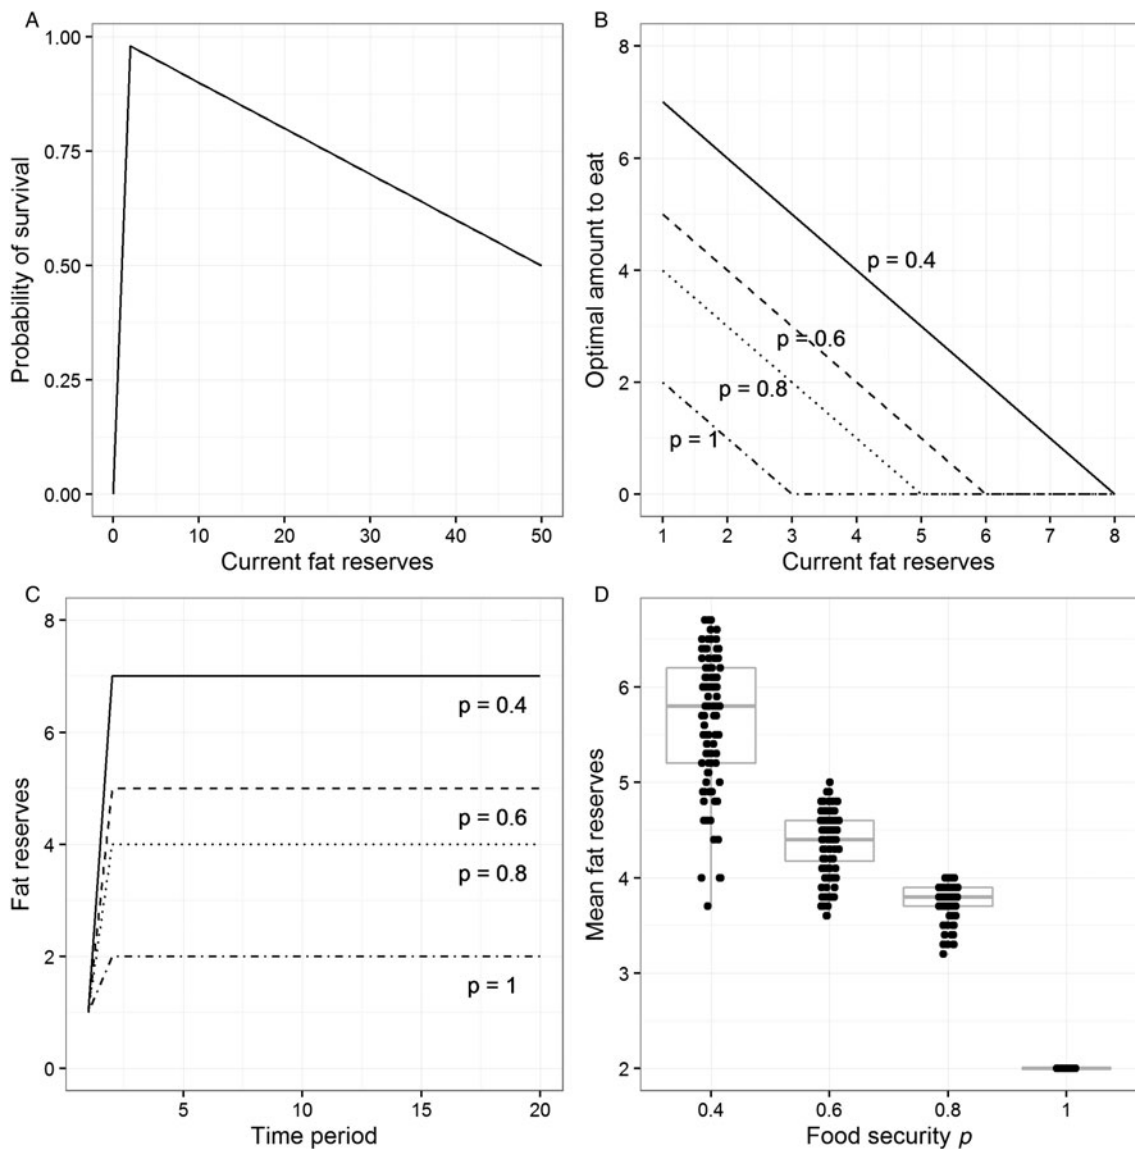 A
1.00
0.75
0.50
0.25
0.00
Probability of survival
0 10 20 30 40 50
Current fat reserves
B
8
6
4
2
0
Optimal amount to eat
p = 0.4
p = 0.6
p = 0.8
p = 1
1 2 3 4 5 6 7 8
Current fat reserves
C
8
6
4
2
0
Fat reserves
p = 0.4
p = 0.6
p = 0.8
p = 1
5 10 15 20
Time period
D
6
5
4
3
2
Mean fat reserves
0.4 0.6 0.8 1
Food security p